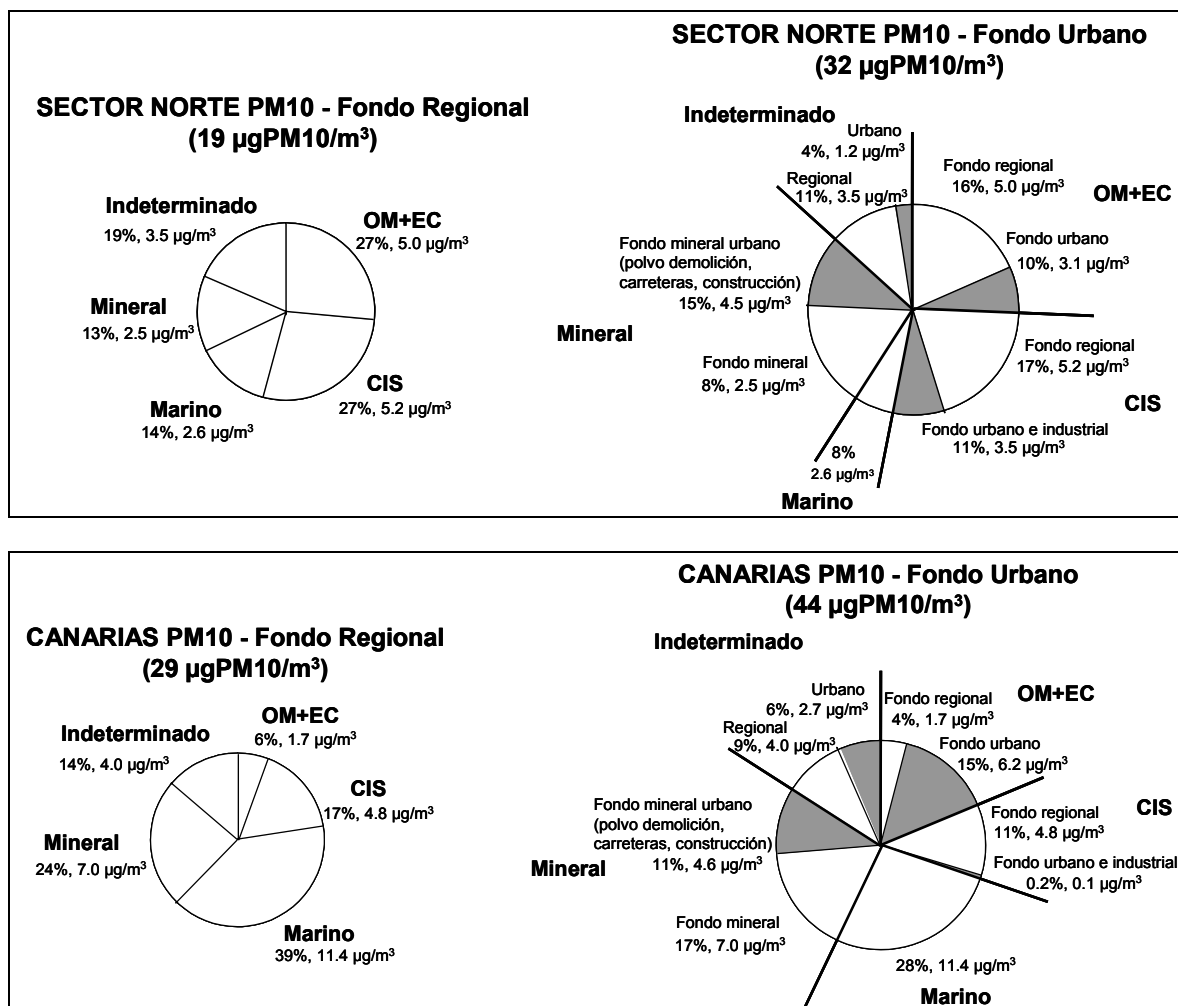 SECTOR NORTE PM10 - Fondo Regional
(19 µgPM10/m³)
Indeterminado
19%, 3.5 µg/m³
OM+EC
27%, 5.0 µg/m³
Mineral
13%, 2.5 µg/m³
CIS
27%, 5.2 µg/m³
Marino
14%, 2.6 µg/m³
SECTOR NORTE PM10 - Fondo Urbano
(32 µgPM10/m³)
Indeterminado
Urbano
4%, 1.2 µg/m³
Regional
11%, 3.5 µg/m³
Fondo regional
16%, 5.0 µg/m³
OM+EC
Fondo urbano
10%, 3.1 µg/m³
Fondo mineral urbano
(polvo demolición,
carreteras, construcción)
15%, 4.5 µg/m³
Mineral
Fondo mineral
8%, 2.5 µg/m³
Fondo regional
17%, 5.2 µg/m³
CIS
Fondo urbano e industrial
11%, 3.5 µg/m³
8%
2.6 µg/m³
Marino
CANARIAS PM10 - Fondo Regional
(29 µgPM10/m³)
OM+EC
6%, 1.7 µg/m³
Indeterminado
14%, 4.0 µg/m³
CIS
17%, 4.8 µg/m³
Mineral
24%, 7.0 µg/m³
Marino
39%, 11.4 µg/m³
CANARIAS PM10 - Fondo Urbano
(44 µgPM10/m³)
Indeterminado
Urbano
6%, 2.7 µg/m³
Regional
9%, 4.0 µg/m³
Fondo regional
4%, 1.7 µg/m³
OM+EC
Fondo urbano
15%, 6.2 µg/m³
Fondo mineral urbano
(polvo demolición,
carreteras, construcción)
11%, 4.6 µg/m³
Mineral
Fondo regional
11%, 4.8 µg/m³
CIS
Fondo urbano e industrial
0.2%, 0.1 µg/m³
Fondo mineral
17%, 7.0 µg/m³
28%, 11.4 µg/m³
Marino